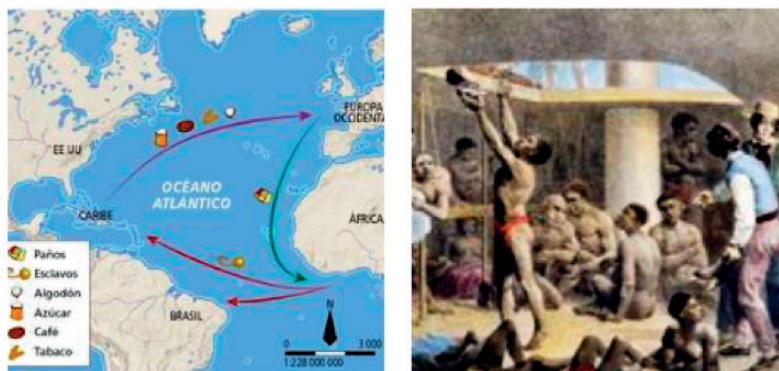 EUROPA
OCCIDENTAL
EE.UU
OCÉANO
ATLÁNTICO
CARIBE
ÁFRICA
Paños
Esclavos
Algodón
Azúcar
Café
Tabaco
BRASIL
N
0
3 000
1:228 000 000